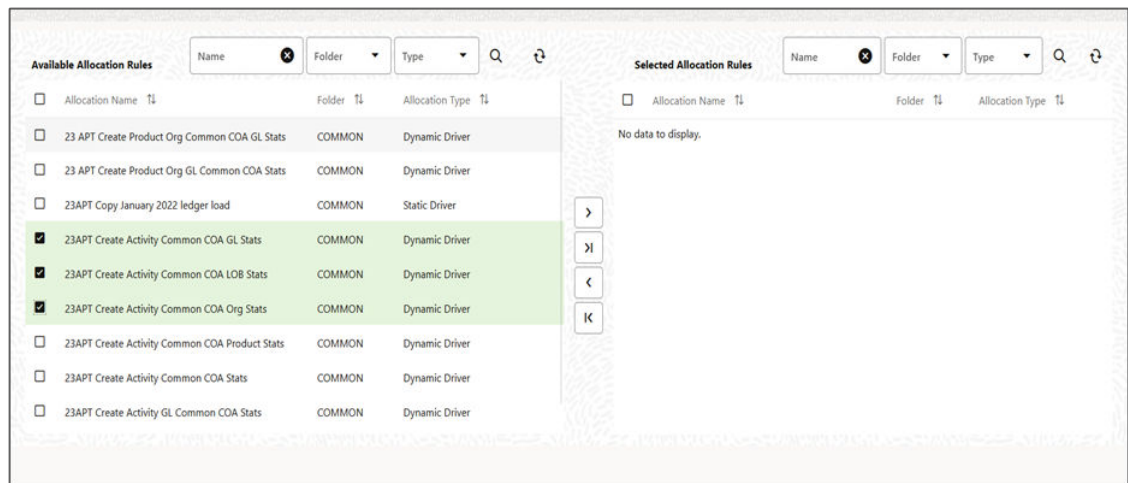 Available Allocation Rules Name Folder Type
Allocation Name Folder Allocation Type
23 APT Create Product Org Common COA GL Stats COMMON Dynamic Driver
23 APT Create Product Org GL Common COA Stats COMMON Dynamic Driver
23APT Copy January 2022 ledger load COMMON Static Driver
23APT Create Activity Common COA GL Stats COMMON Dynamic Driver
23APT Create Activity Common COA LOB Stats COMMON Dynamic Driver
23APT Create Activity Common COA Org Stats COMMON Dynamic Driver
23APT Create Activity Common COA Product Stats COMMON Dynamic Driver
23APT Create Activity Common COA Stats COMMON Dynamic Driver
23APT Create Activity GL Common COA Stats COMMON Dynamic Driver
Selected Allocation Rules Name Folder Type
Allocation Name Folder Allocation Type
No data to display.